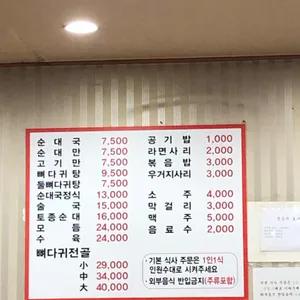 순대국 7,500
순대만 7,500
고기만 7,500
뼈다귀탕 9,500
뚤뼈다귀탕 7,500
순대국정식 13,000
술국 15,000
토종순대 16,000
모듬 24,000
수육 24,000
뼈다귀전골
小 29,000
中 34,000
大 40,000
공기밥 1,000
라면사리 2,000
볶음밥 3,000
우거지사리 3,000
소주 4,000
막걸리 3,000
맥주 5,000
음료수 2,000
· 기본 식사 주문은 1인1식
인원수대로 시켜주세요
· 외부음식 반입금지(주류포함)